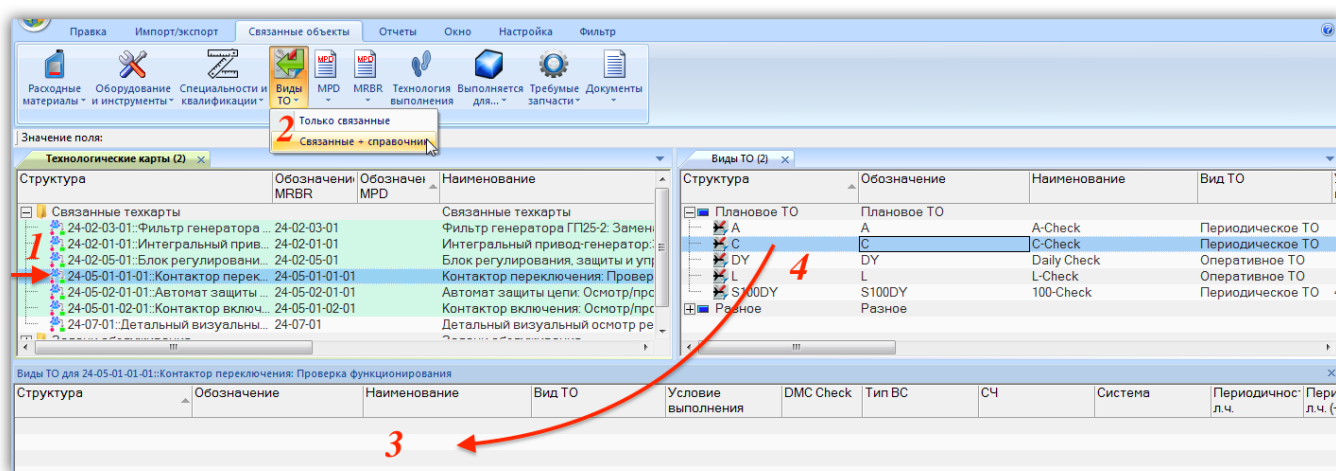 Правка Импорт/экспорт Связанные объекты Отчеты Окно Настройка Фильтр
Расходные материалы Оборудование и инструменты Специальности и квалификации Виды ТО MPD MRBR Технология выполнения Выполняется для... Требуемые запчасти Документы
MPD MPD
2 Только связанные
Связанные + справочник
Значение поля:
Технологические карты (2) Виды ТО (2)
Структура Обозначени MRBR Обозначен MPD Наименование
Связанные техкарты Связанные техкарты
24-02-03-01::Фильтр генератора ... 24-02-03-01 Фильтр генератора ГП25-2: Замен
24-02-01-01::Интегральный прив... 24-02-01-01 Интегральный привод-генератор:
24-02-05-01::Блок регулировани... 24-02-05-01 Блок регулирования, защиты и упр
24-05-01-01-01::Контактор перек... 24-05-01-01-01 Контактор переключения: Провер
24-05-02-01-01::Автомат защиты ... 24-05-02-01-01 Автомат защиты цепи: Осмотр/про
24-05-01-02-01::Контактор включ... 24-05-01-02-01 Контактор включения: Осмотр/про
24-07-01::Детальный визуальны... 24-07-01 Детальный визуальный осмотр ре
1
Структура Обозначение Наименование Вид ТО
Плановое ТО Плановое ТО
A A A-Check Периодическое ТО
C C C-Check Периодическое ТО
DY DY Daily Check Оперативное ТО
L L L-Check Оперативное ТО
S100DY S100DY 100-Check Периодическое ТО
Разное Разное
4
Виды ТО для 24-05-01-01-01::Контактор переключения: Проверка функционирования
Структура Обозначение Наименование Вид ТО Условие выполнения DMC Check Тип ВС СЧ Система Периодичнос л.ч. Пери л.ч. (
3